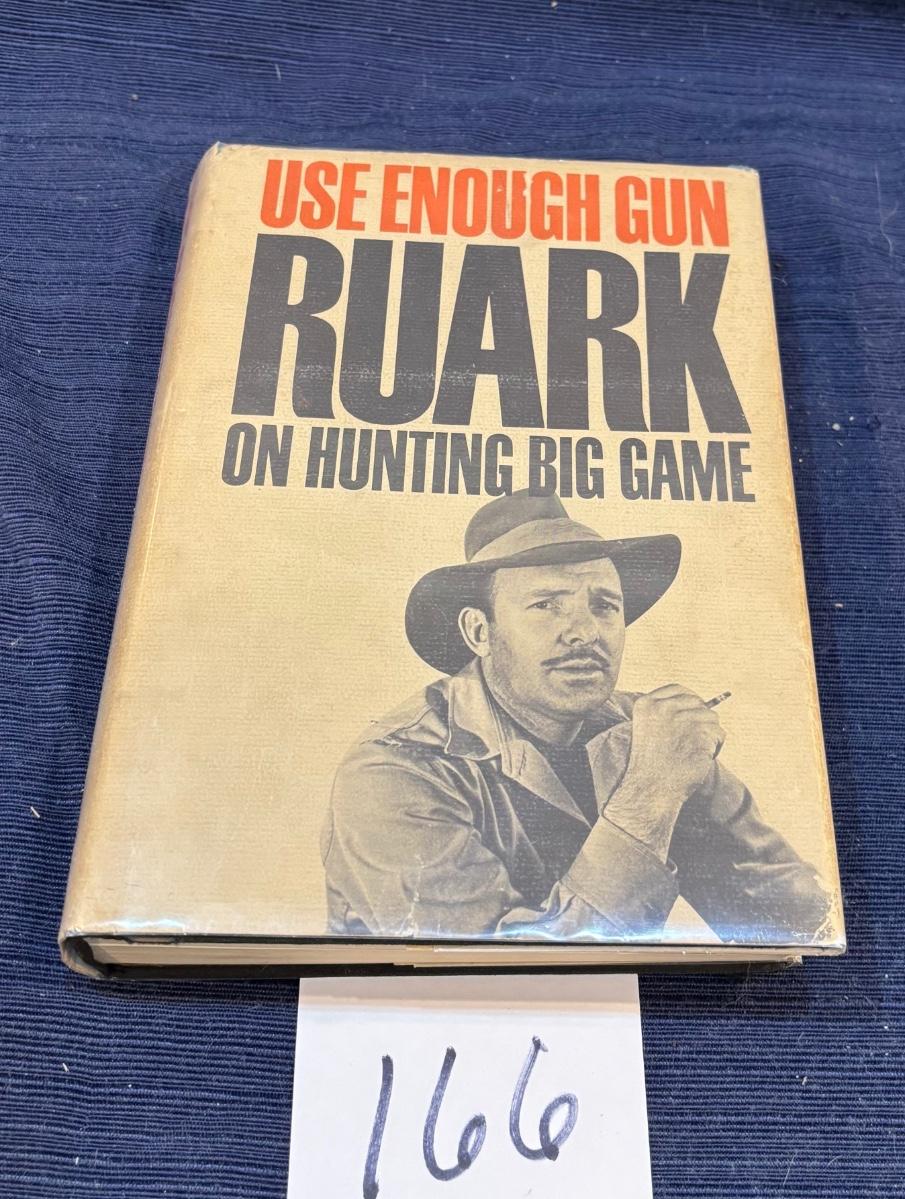 USE ENOUGH GUN
RUARK
ON HUNTING BIG GAME
166